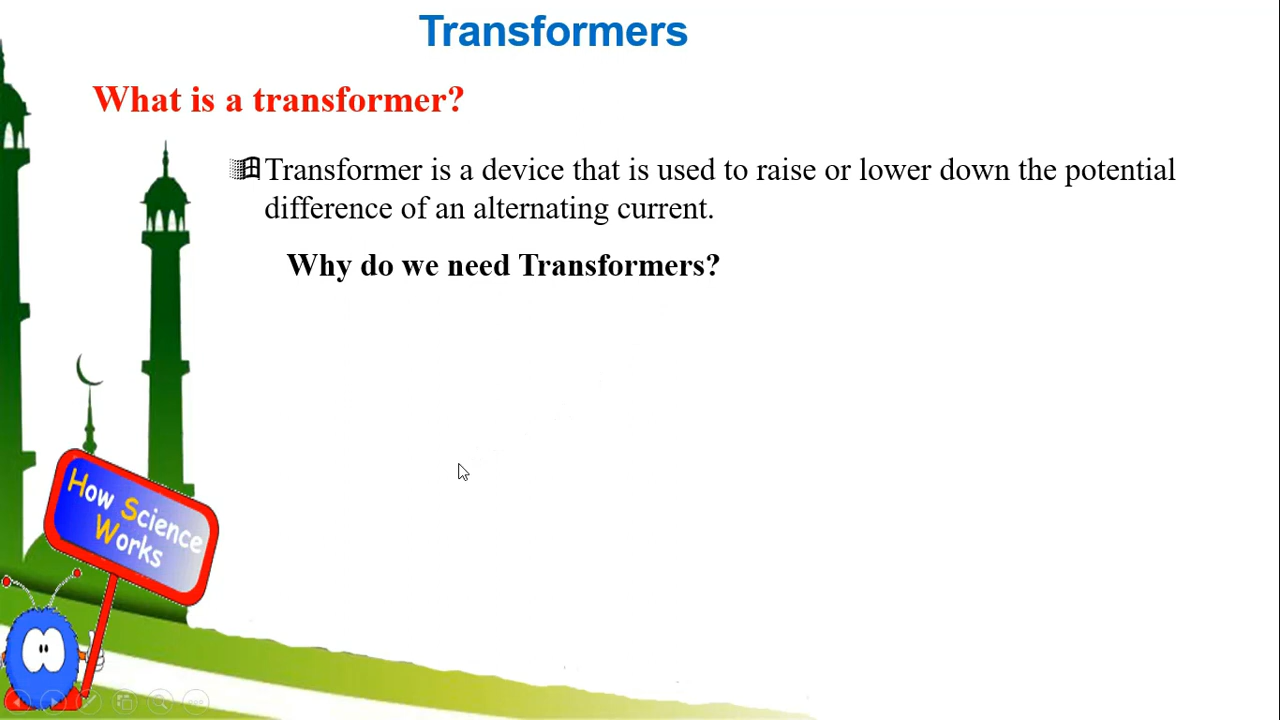 Transformers
What is a transformer?
Transformer is a device that is used to raise or lower down the potential
difference of an alternating current.
Why do we need Transformers?
How Science
Works